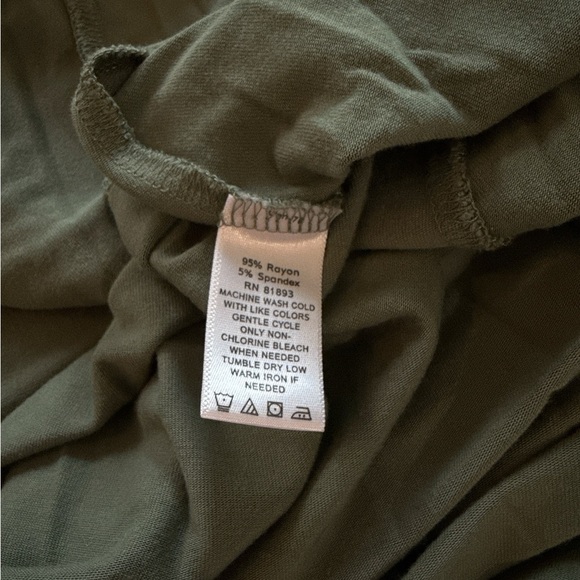 95% Rayon
5% Spandex
RN 81893
MACHINE WASH COLD
WITH LIKE COLORS
GENTLE CYCLE
ONLY NON-
CHLORINE BLEACH
WHEN NEEDED
TUMBLE DRY LOW
WARM IRON IF
NEEDED